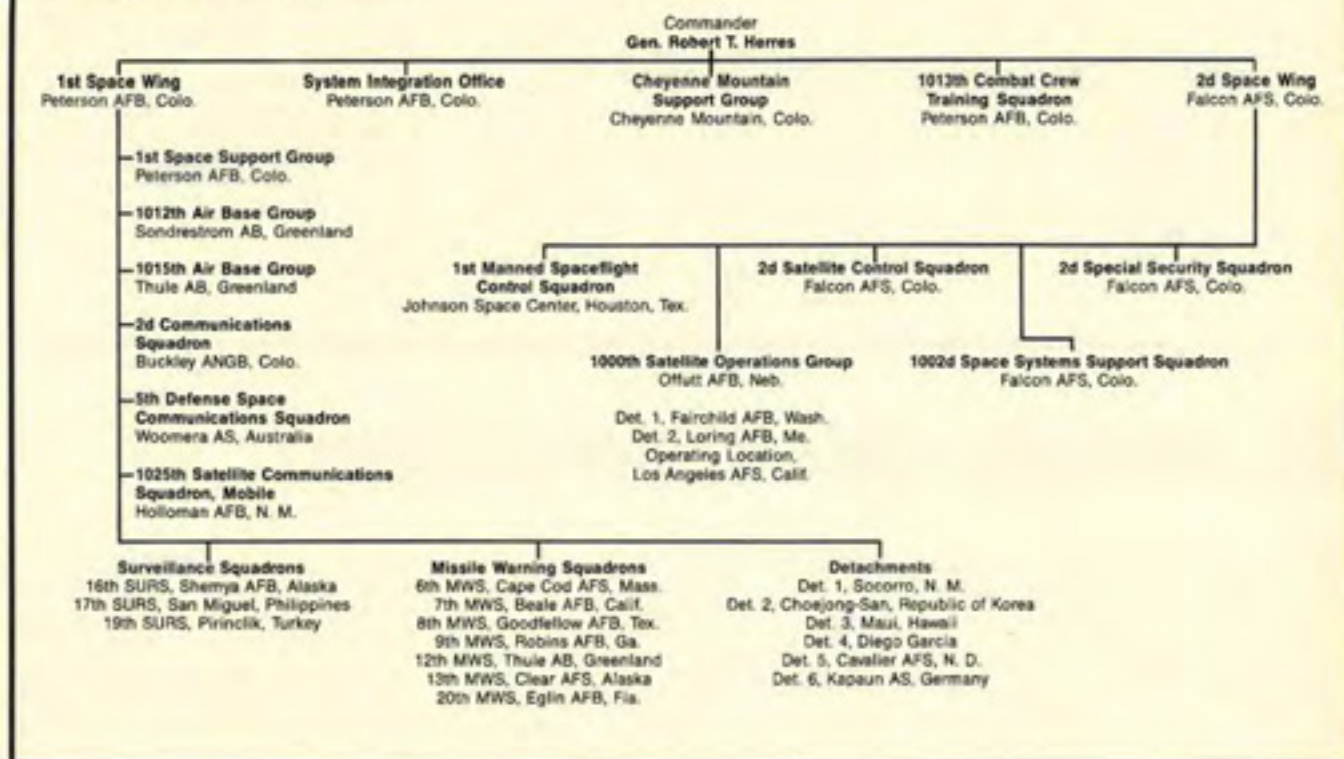 Commander
Gen. Robert T. Herres
1st Space Wing
Peterson AFB, Colo.
System Integration Office
Peterson AFB, Colo.
Cheyenne Mountain
Support Group
Cheyenne Mountain, Colo.
1013th Combat Crew
Training Squadron
Peterson AFB, Colo.
2d Space Wing
Falcon AFS, Colo.
1st Space Support Group
Peterson AFB, Colo.
1012th Air Base Group
Sondrestrom AB, Greenland
1015th Air Base Group
Thule AB, Greenland
2d Communications
Squadron
Buckley ANGB, Colo.
5th Defense Space
Communications Squadron
Woomera AS, Australia
1025th Satellite Communications
Squadron, Mobile
Holloman AFB, N. M.
1st Manned Spaceflight
Control Squadron
Johnson Space Center, Houston, Tex.
2d Satellite Control Squadron
Falcon AFS, Colo.
2d Special Security Squadron
Falcon AFS, Colo.
1000th Satellite Operations Group
Offutt AFB, Neb.
Det. 1, Fairchild AFB, Wash.
Det. 2, Loring AFB, Me.
Operating Location,
Los Angeles AFS, Calif.
1002d Space Systems Support Squadron
Falcon AFS, Colo.
Surveillance Squadrons
16th SURS, Shemya AFB, Alaska
17th SURS, San Miguel, Philippines
19th SURS, Pirinclik, Turkey
Missile Warning Squadrons
6th MWS, Cape Cod AFS, Mass.
7th MWS, Beale AFB, Calif.
8th MWS, Goodfellow AFB, Tex.
9th MWS, Robins AFB, Ga.
12th MWS, Thule AB, Greenland
13th MWS, Clear AFS, Alaska
20th MWS, Eglin AFB, Fla.
Detachments
Det. 1, Socorro, N. M.
Det. 2, Choejong-San, Republic of Korea
Det. 3, Maui, Hawaii
Det. 4, Diego Garcia
Det. 5, Cavalier AFS, N. D.
Det. 6, Kapaun AS, Germany